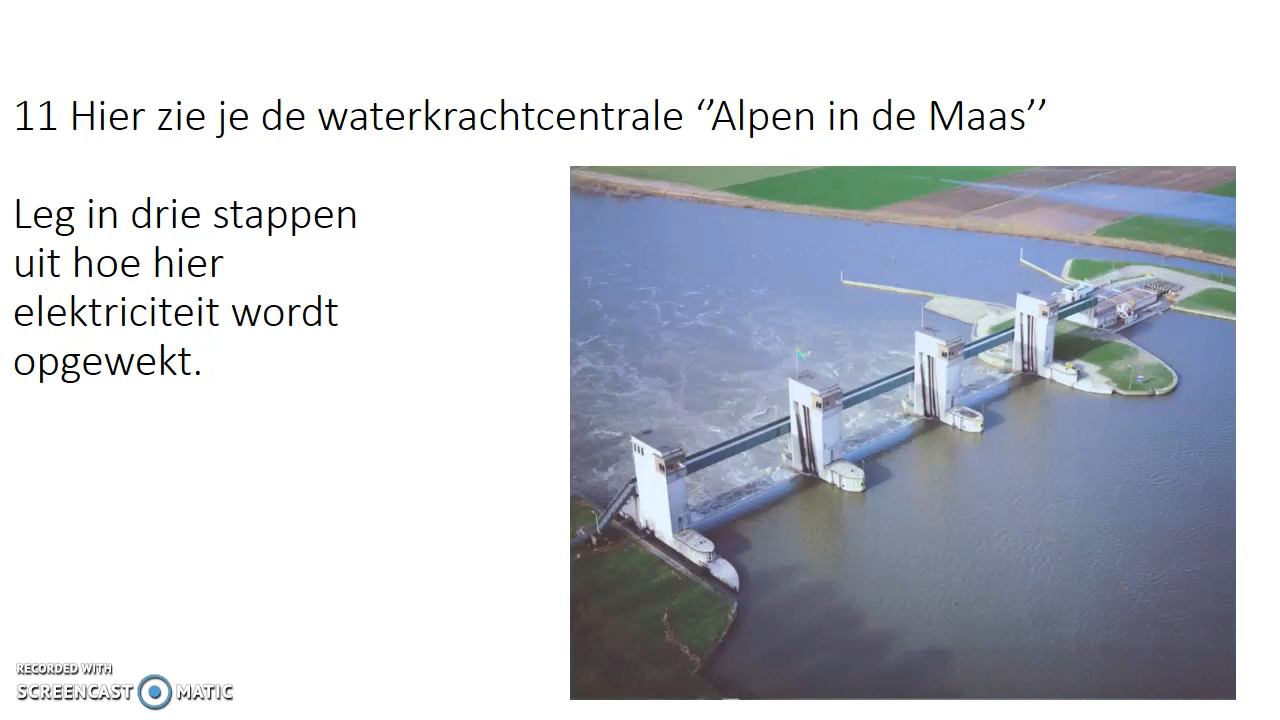 11 Hier zie je de waterkrachtcentrale ‘’Alpen in de Maas’’
Leg in drie stappen
uit hoe hier
elektriciteit wordt
opgewekt.
RECORDED WITH
SCREENCAST MATIC